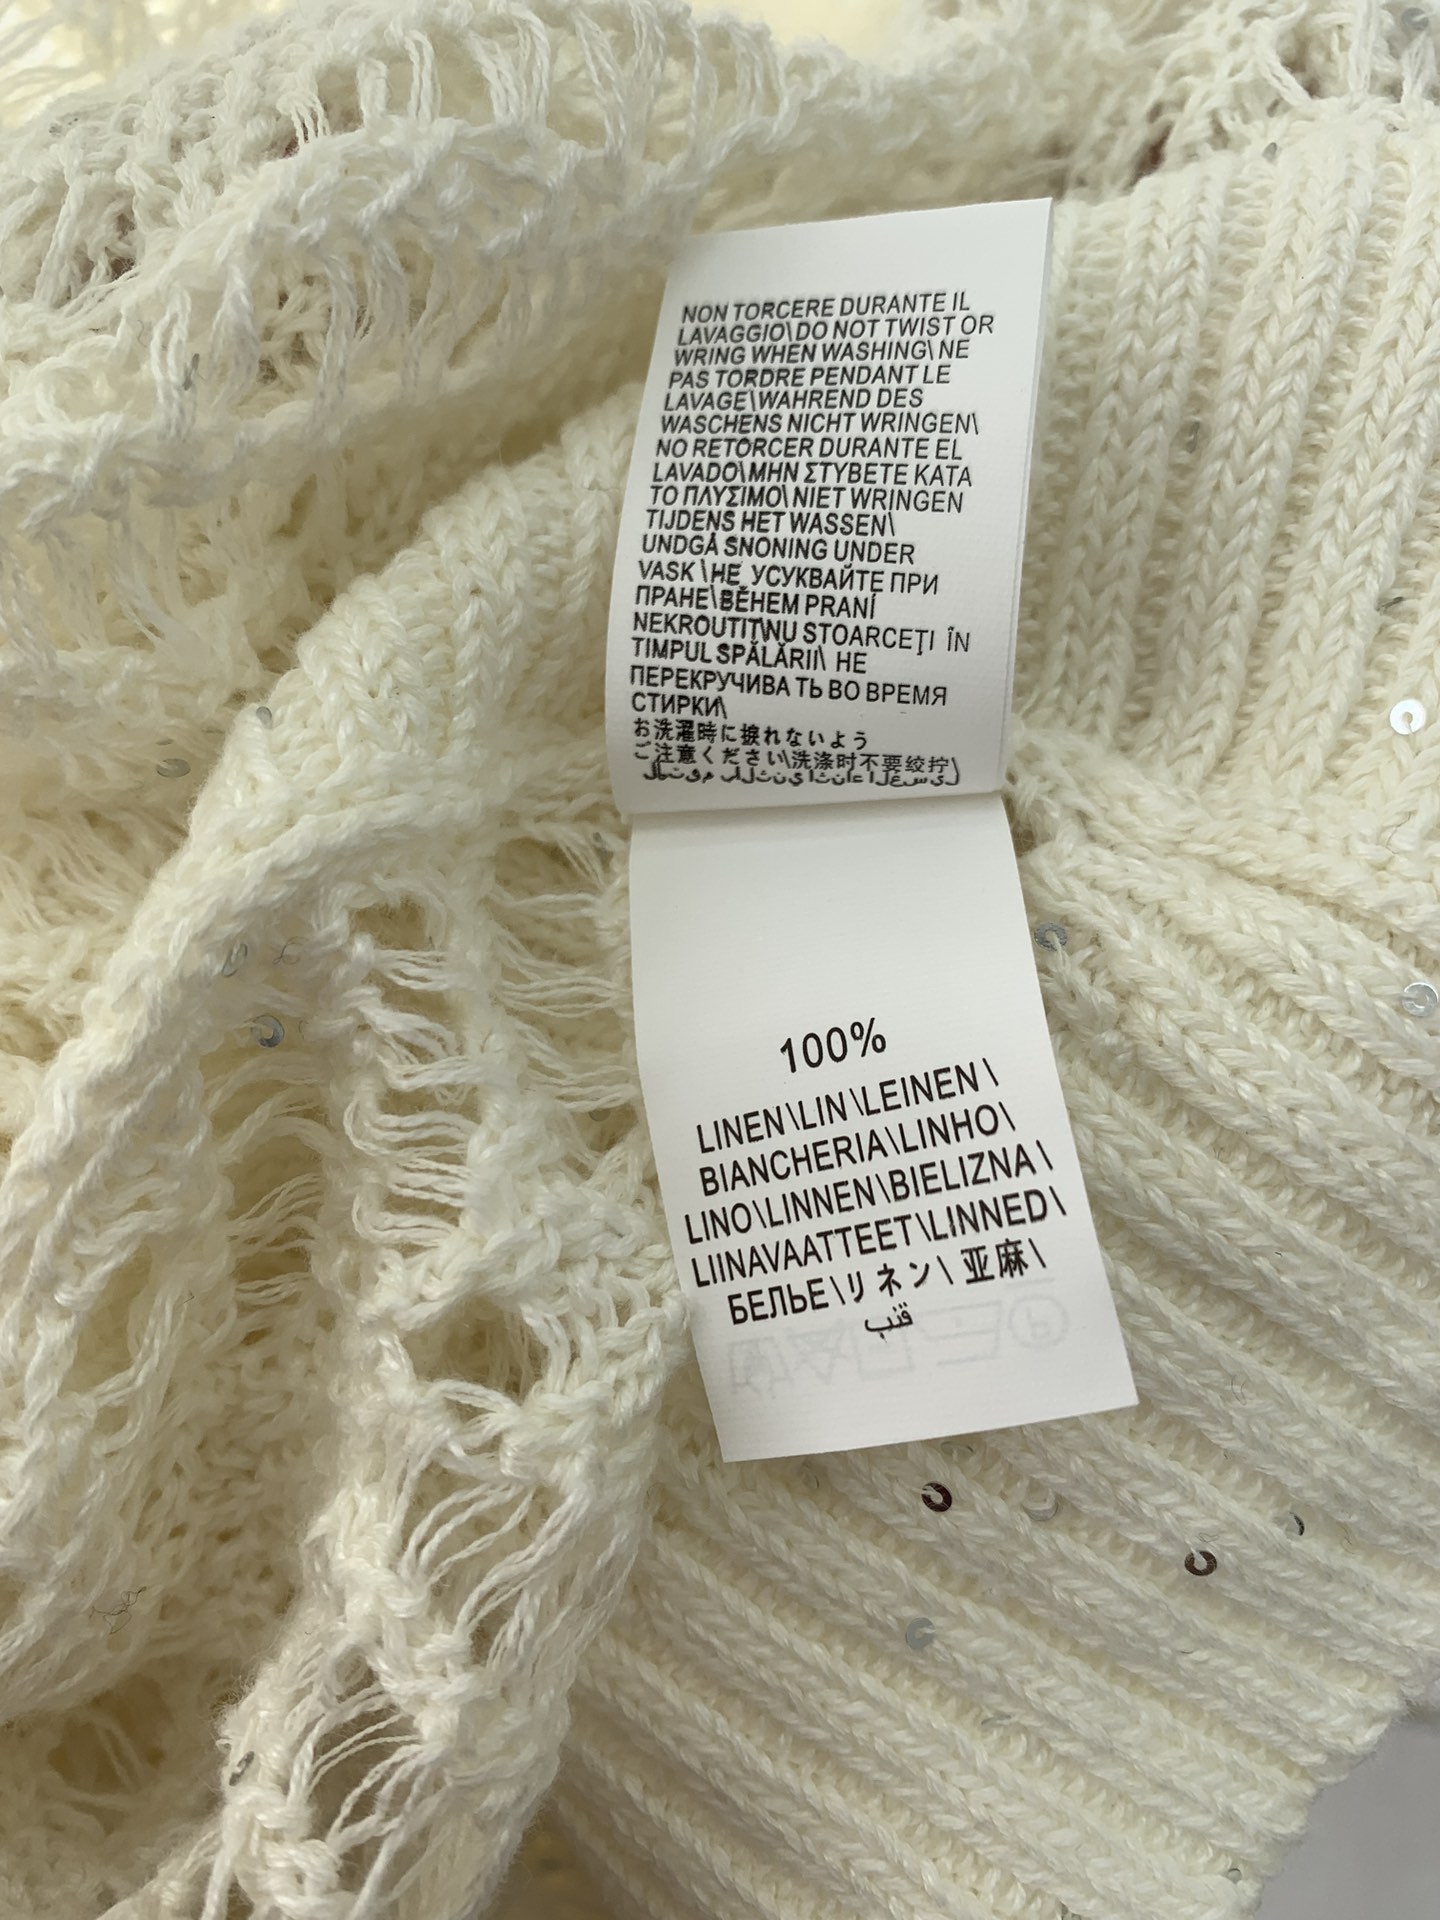 NON TORCERE DURANTE IL
LAVAGGIO\DO NOT TWIST OR
WRING WHEN WASHING\ NE
PAS TORDRE PENDANT LE
LAVAGE\WAHREND DES
WASCHENS NICHT WRINGEN\
NO RETORCER DURANTE EL
LAVADO\ΜΗΝ ΣΤΥΒΕΤΕ ΚΑΤΑ
ΤΟ ΠΛΥΣΙΜΟ\ NIET WRINGEN
TIJDENS HET WASSEN\
UNDGÅ SNONING UNDER
VASK \НЕ УСУКВАЙТЕ ПРИ
ПРАНЕ\BĚHEM PRANÍ
NEKROUTIT\NU STOARCEŢI ÎN
TIMPUL SPĂLĂRII\ НЕ
ПЕРЕКРУЧИВА ТЬ ВО ВРЕМЯ
СТИРКИ\
お洗濯時に捩れないよう
ご注意ください\洗涤时不要绞拧\
100%
LINEN\LIN\LEINEN\
BIANCHERIA\LINHO\
LINO\LINNEN\BIELIZNA\
LIINAVAATTEET\LINNED\
БЕЛЬЕ\リネン\ 亚麻\
قنب